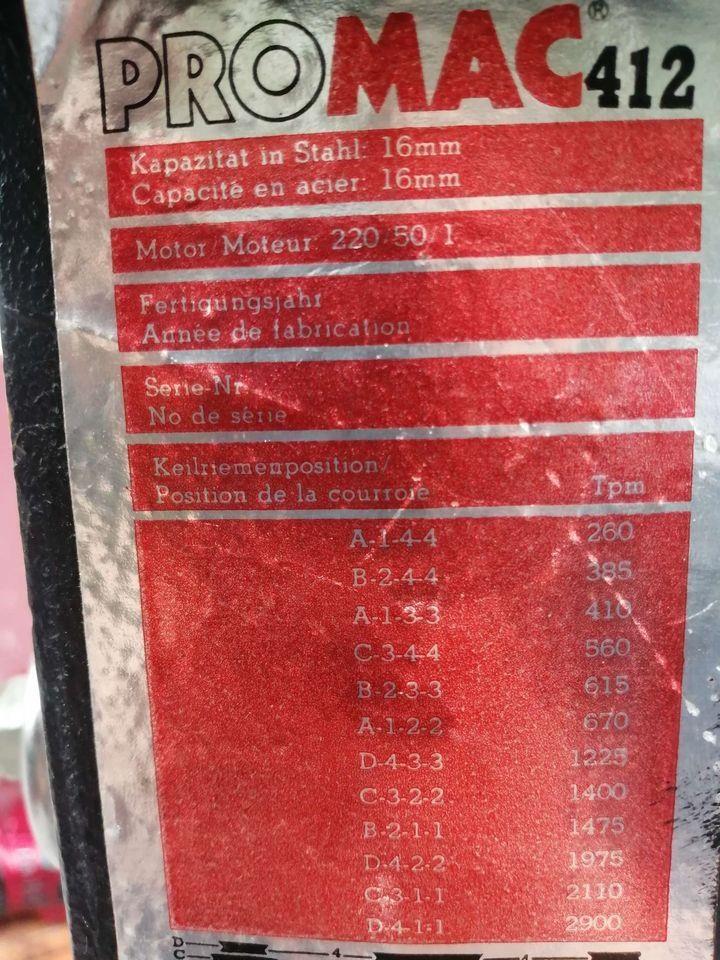 PROMAC® 412
Kapazitat in Stahl: 16mm
Capacité en acier: 16mm
Motor/Moteur: 220/50/1
Fertigungsjahr
Année de fabrication
Serie-Nr.
No de série
Keilriemenposition/
Position de la courroie Tpm
A-1-4-4 260
B-2-4-4 385
A-1-3-3 410
C-3-4-4 560
B-2-3-3 615
A-1-2-2 670
D-4-3-3 1225
C-3-2-2 1400
B-2-1-1 1475
D-4-2-2 1975
C-3-1-1 2110
D-4-1-1 2900
D
C 4 4